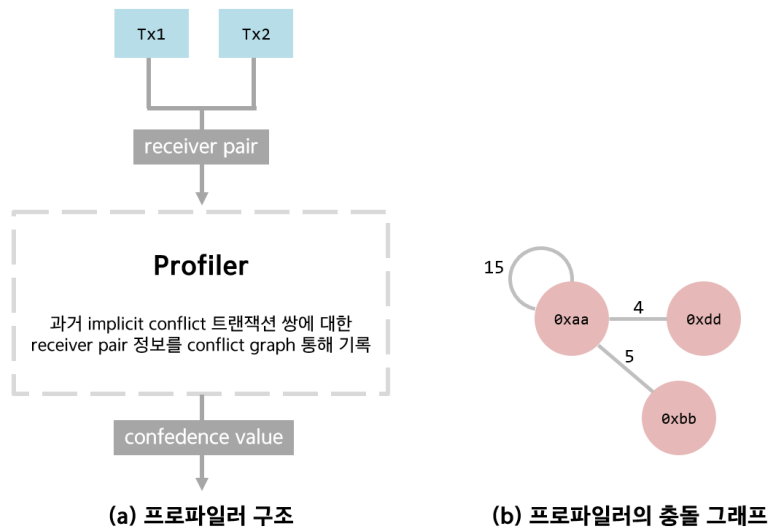 Tx1
Tx2
receiver pair
Profiler
과거 implicit conflict 트랜잭션 쌍에 대한
receiver pair 정보를 conflict graph 통해 기록
confedence value
(a) 프로파일러 구조
15
0xaa
4
0xdd
5
0xbb
(b) 프로파일러의 충돌 그래프